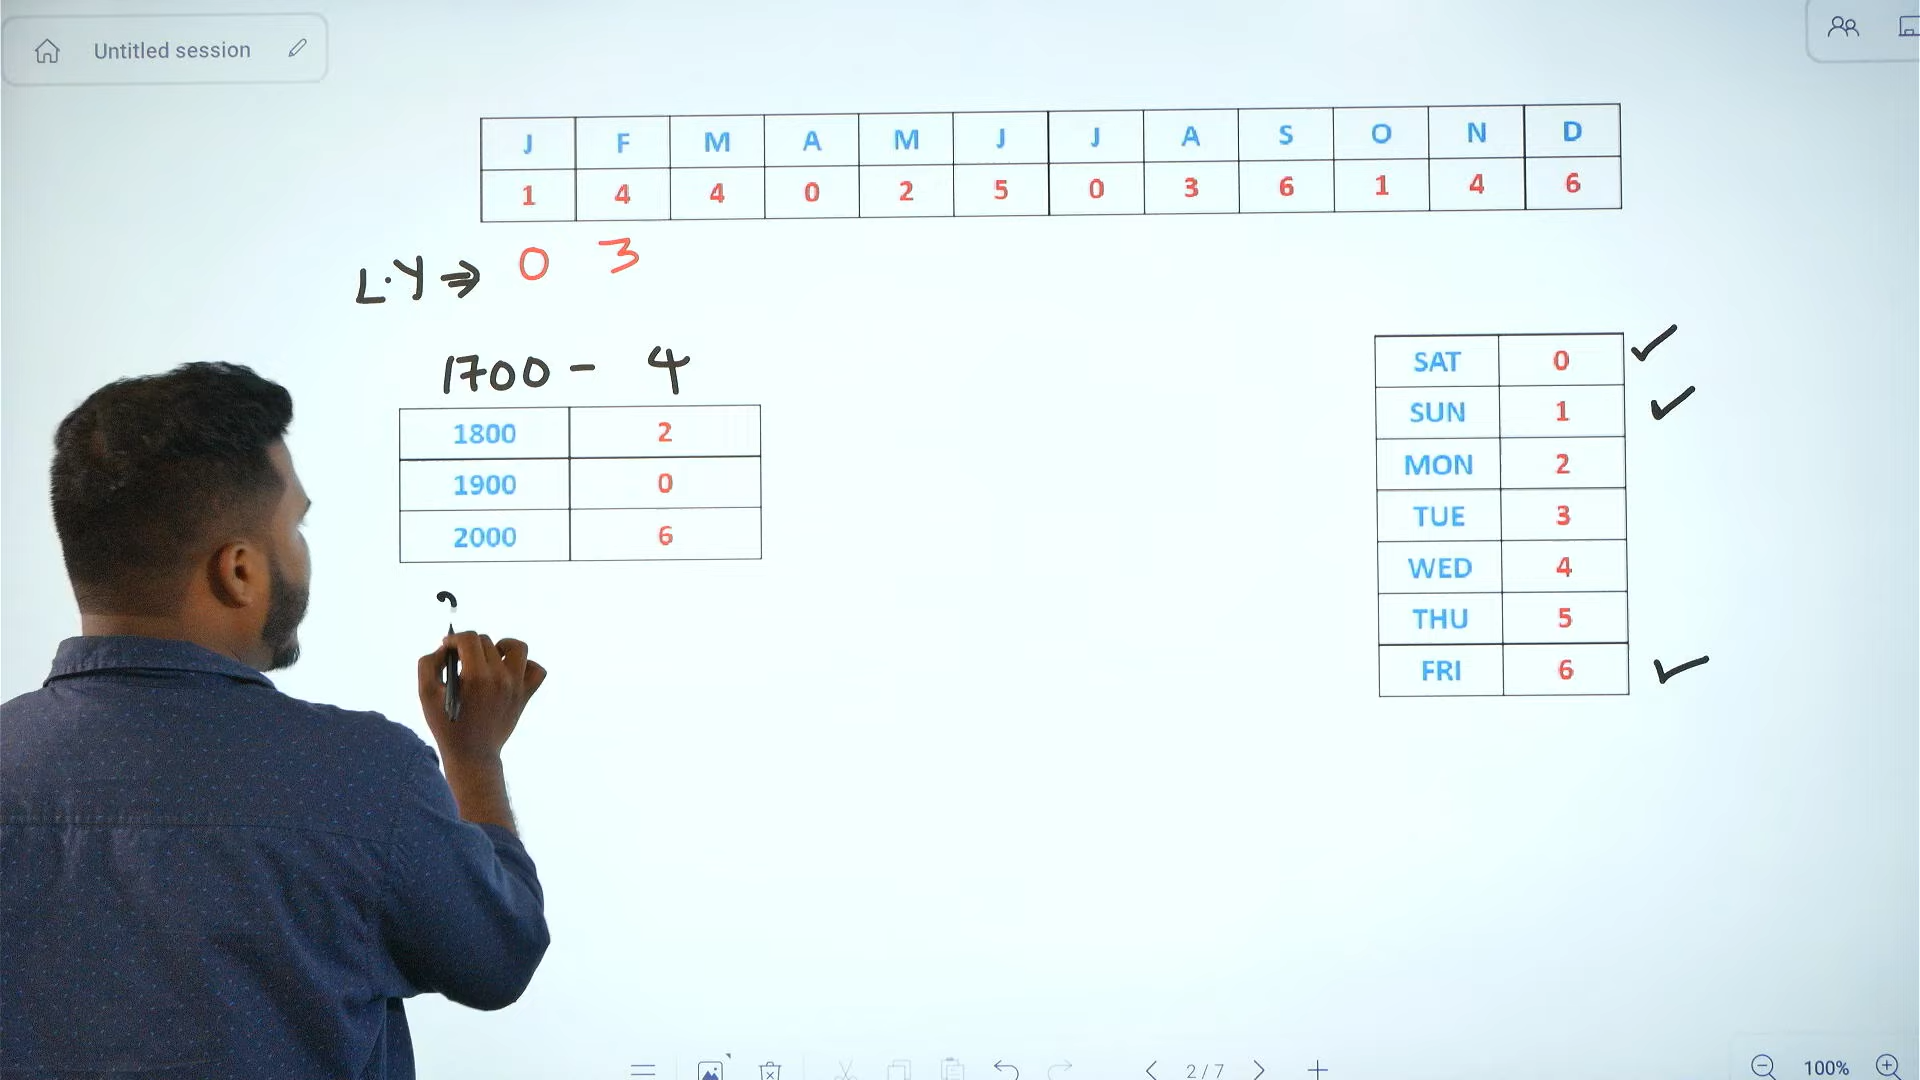 Untitled session
J F M A M J J A S O N D
1 4 4 0 2 5 0 3 6 1 4 6
L.Y ⇒ 0 3
1700 - 4
1800 2
1900 0
2000 6
SAT 0
SUN 1
MON 2
TUE 3
WED 4
THU 5
FRI 6
2/7
100%